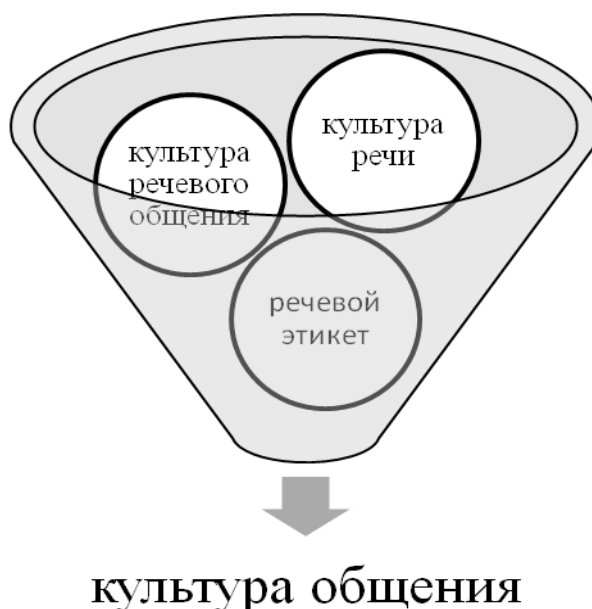 культура
речевого
общения
культура
речи
речевой
этикет
культура общения